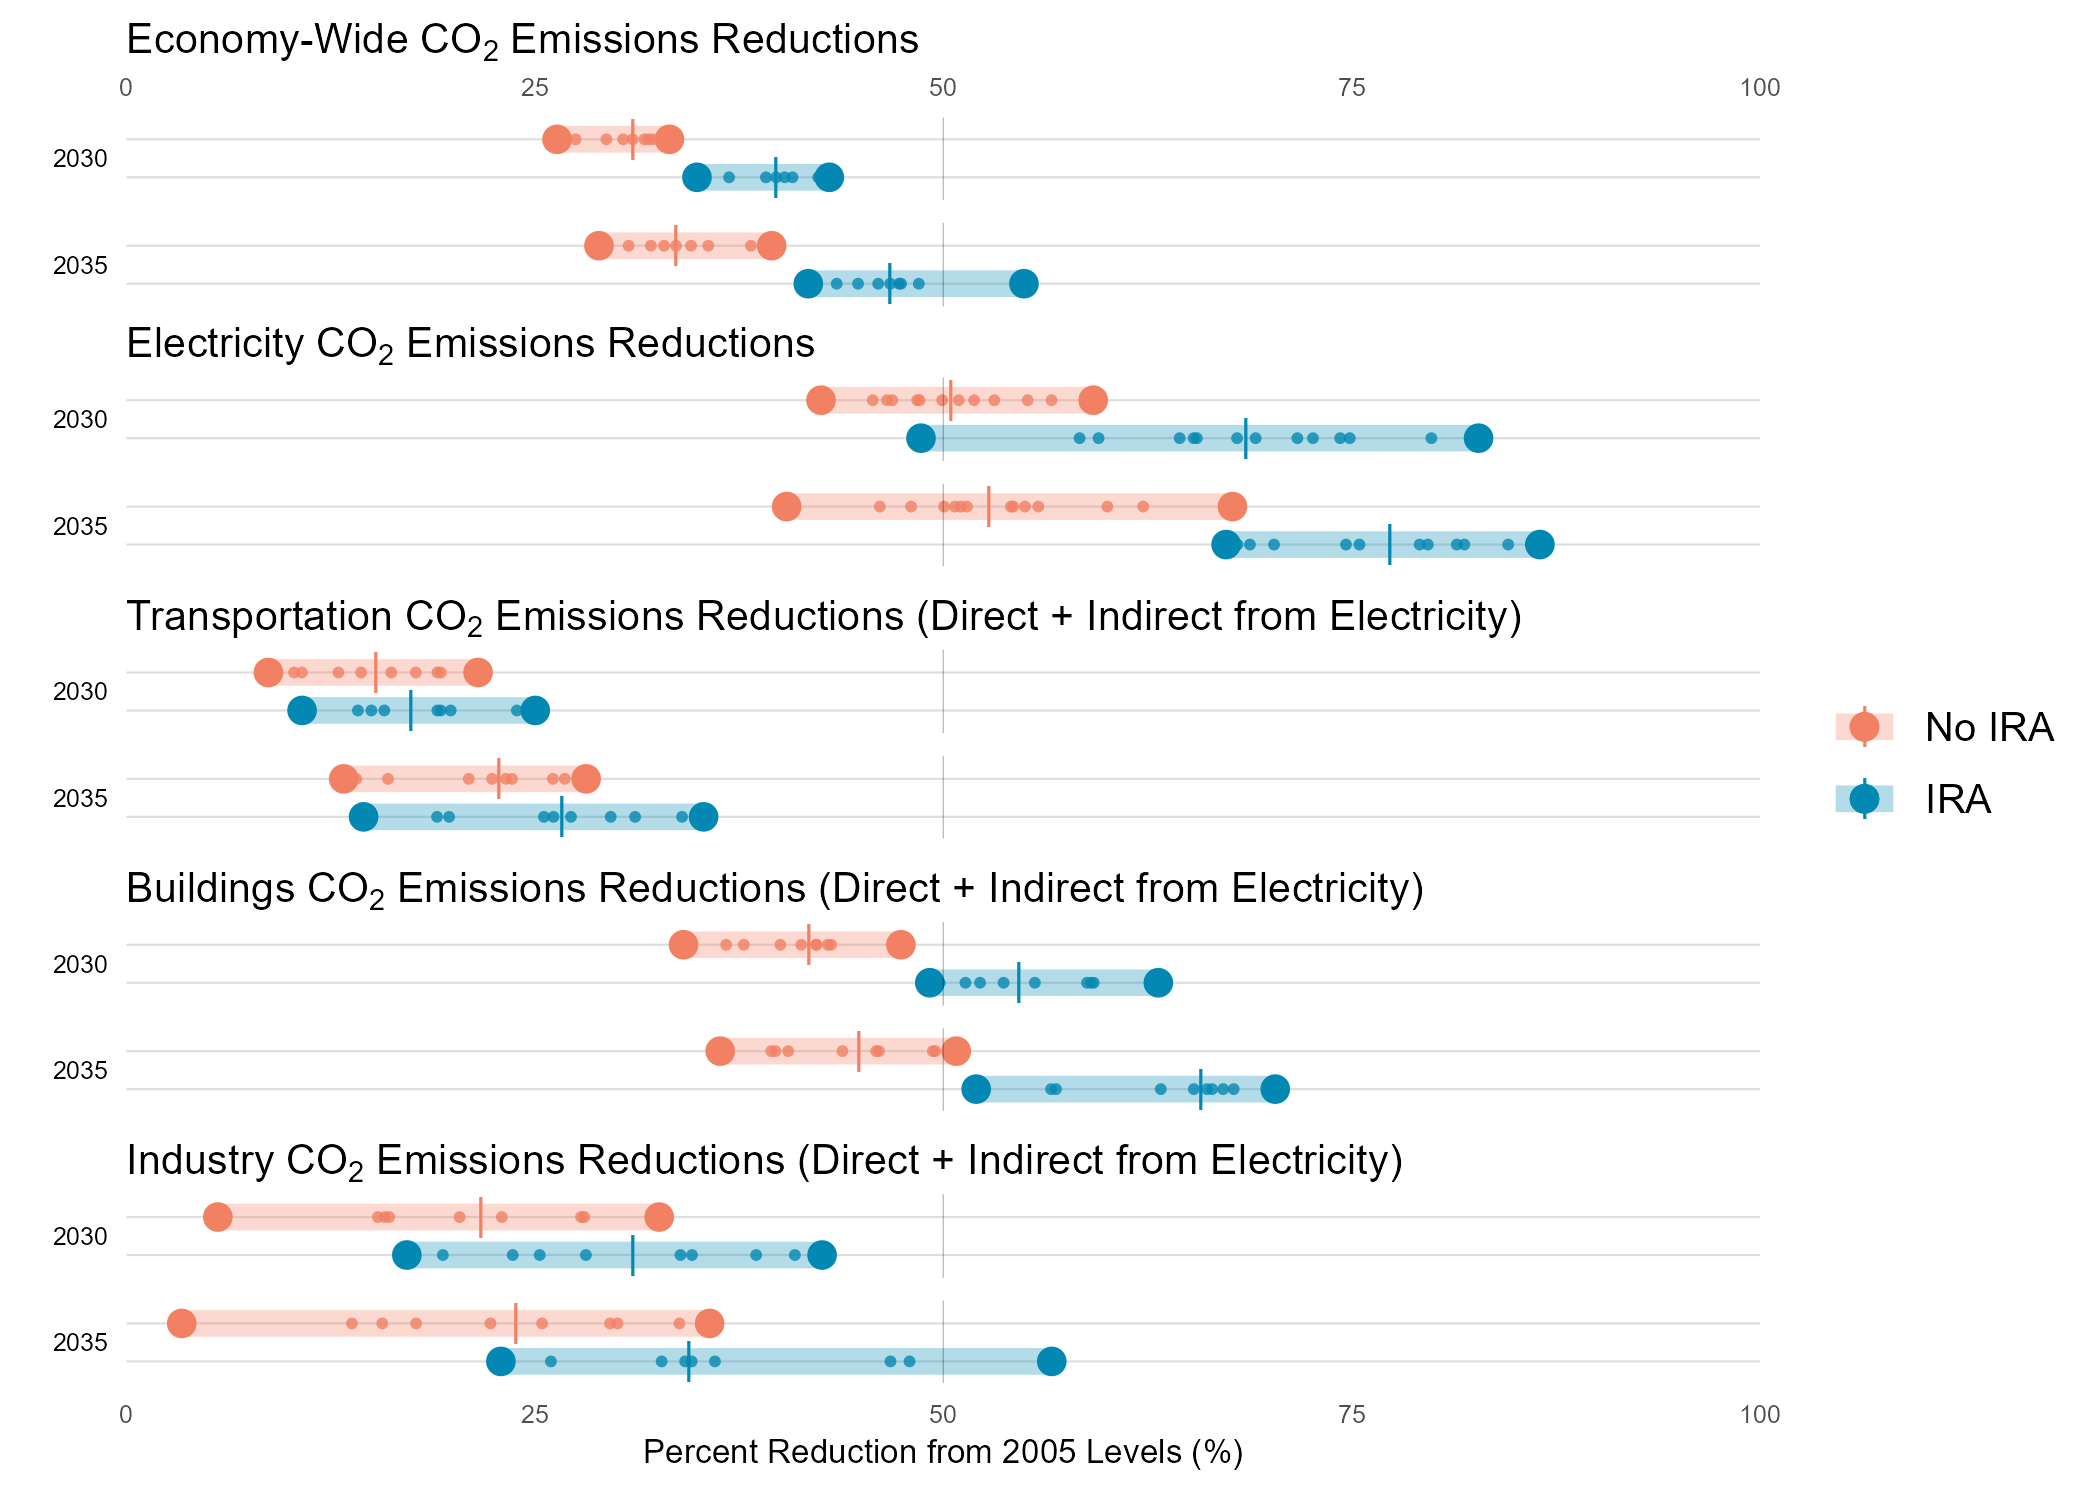 Economy-Wide CO₂ Emissions Reductions
0 25 50 75 100
2030
2035
Electricity CO₂ Emissions Reductions
2030
2035
Transportation CO₂ Emissions Reductions (Direct + Indirect from Electricity)
2030
2035
No IRA
IRA
Buildings CO₂ Emissions Reductions (Direct + Indirect from Electricity)
2030
2035
Industry CO₂ Emissions Reductions (Direct + Indirect from Electricity)
2030
2035
0 25 50 75 100
Percent Reduction from 2005 Levels (%)